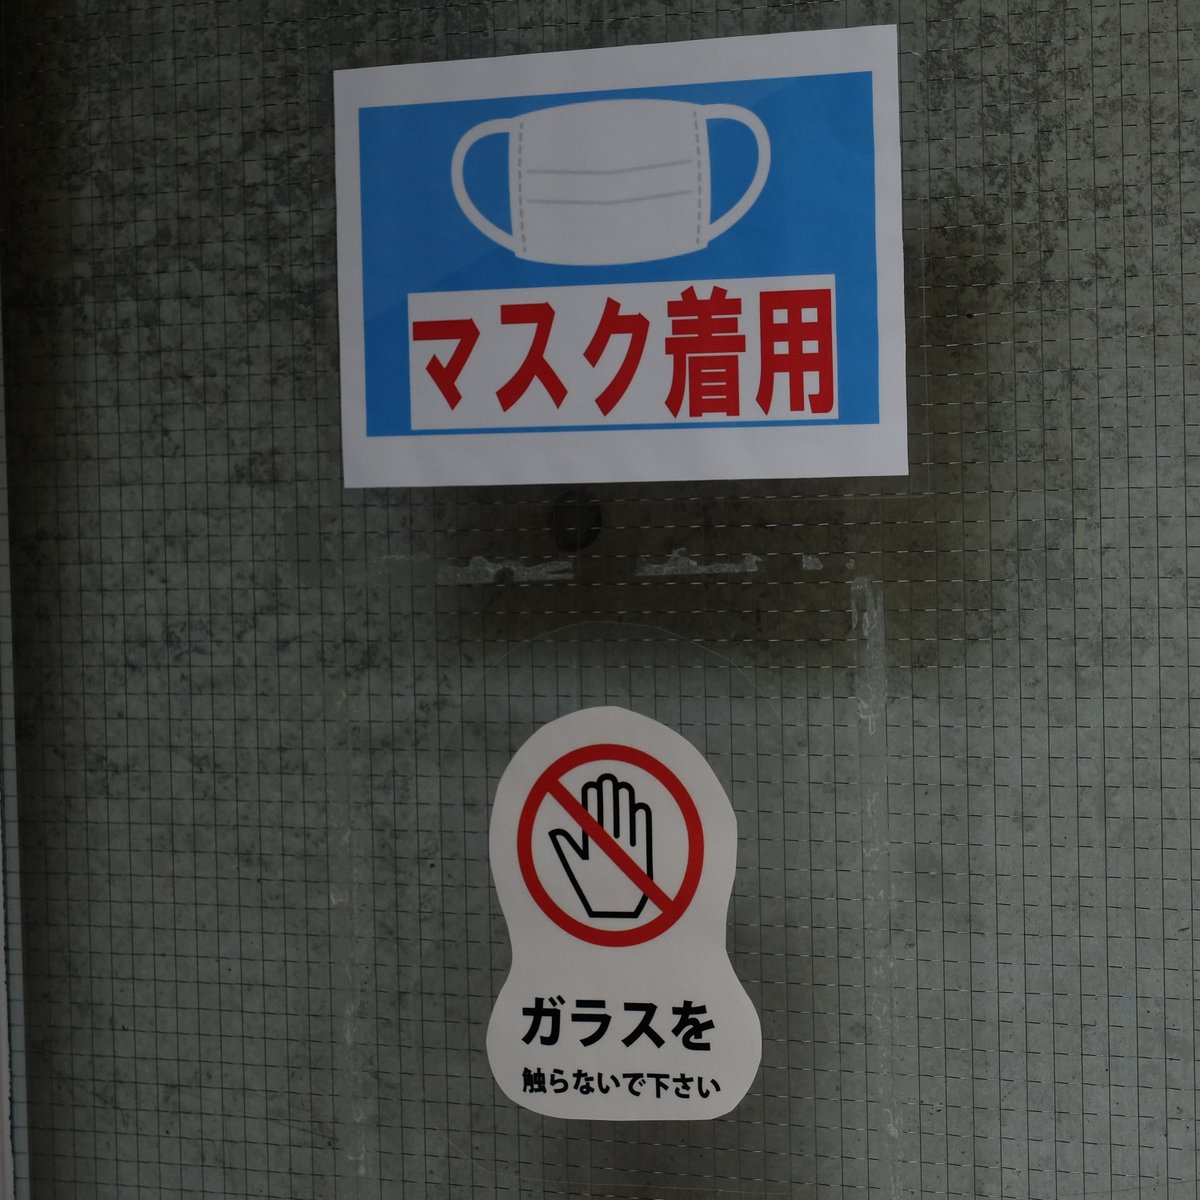 マスク着用
ガラスを
触らないで下さい